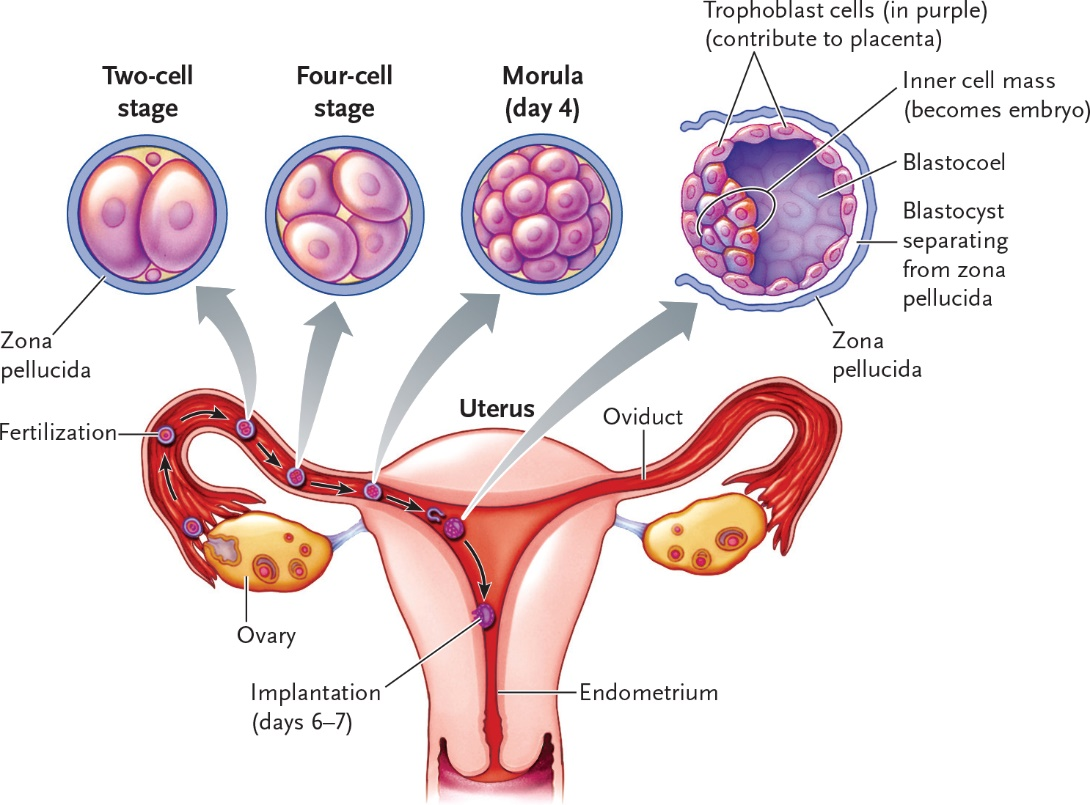 Trophoblast cells (in purple)
(contribute to placenta)
Two-cell
stage
Four-cell
stage
Morula
(day 4)
Inner cell mass
(becomes embryo)
Blastocoel
Blastocyst
separating
from zona
pellucida
Zona
pellucida
Zona
pellucida
Fertilization
Uterus
Oviduct
Ovary
Implantation
(days 6–7)
Endometrium